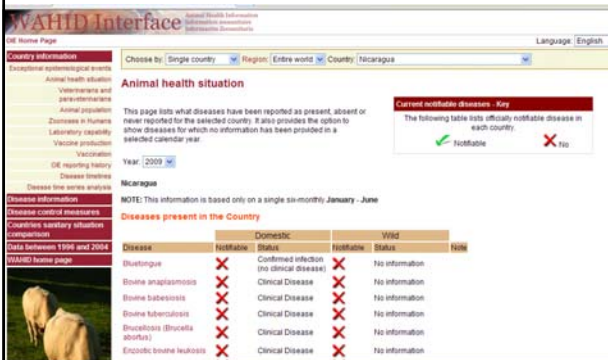 WAHID Interface Animal Health Information
OIE Home Page
Language: English
Country information
Exceptional epidemiological events
Animal health situation
Veterinarians and paraveterinarians
Animal population
Zoonoses in Humans
Laboratory capability
Vaccine production
Vaccination
OIE reporting history
Disease timelines
Disease time series analysis
Disease information
Disease control measures
Countries sanitary situation comparison
Data between 1996 and 2004
WAHID home page
Choose by: Single country Region: Entire world Country: Nicaragua
Animal health situation
This page lists what diseases have been reported as present, absent or
never reported for the selected country. It also provides the option to
show diseases for which no information has been provided in a
selected calendar year.
Current notifiable diseases - Key
The following table lists officially notifiable disease in
each country.
Notifiable No
Year: 2009
Nicaragua
NOTE: This information is based only on a single six-monthly January - June
Diseases present in the Country
Domestic Wild
Disease Notifiable Status Notifiable Status Note
Bluetongue Confirmed infection (no clinical disease) No information
Bovine anaplasmosis Clinical Disease No information
Bovine babesiosis Clinical Disease No information
Bovine tuberculosis Clinical Disease No information
Brucellosis (Brucella abortus) Clinical Disease No information
Enzootic bovine leukosis Clinical Disease No information